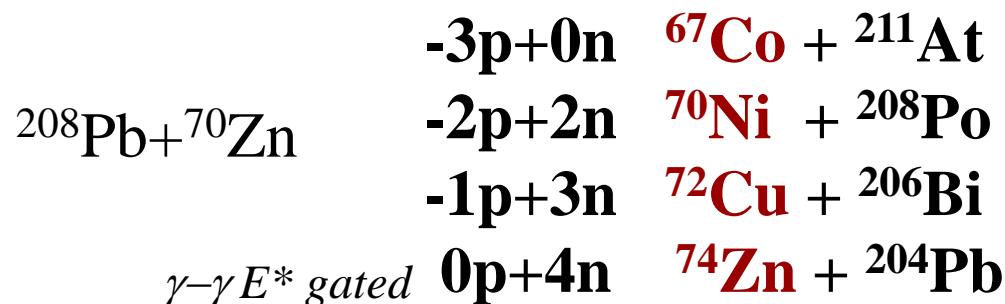 -3p+0n ⁶⁷Co + ²¹¹At
²⁰⁸Pb+⁷⁰Zn
-2p+2n ⁷⁰Ni + ²⁰⁸Po
-1p+3n ⁷²Cu + ²⁰⁶Bi
γ−γ E* gated 0p+4n ⁷⁴Zn + ²⁰⁴Pb